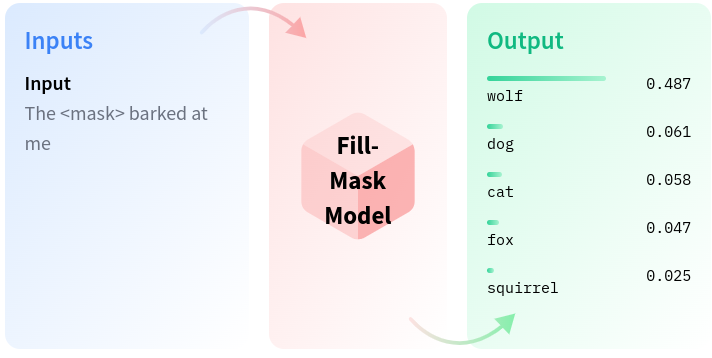 Inputs
Input
The <mask> barked at
me
Fill-
Mask
Model
Output
wolf 0.487
dog 0.061
cat 0.058
fox 0.047
squirrel 0.025